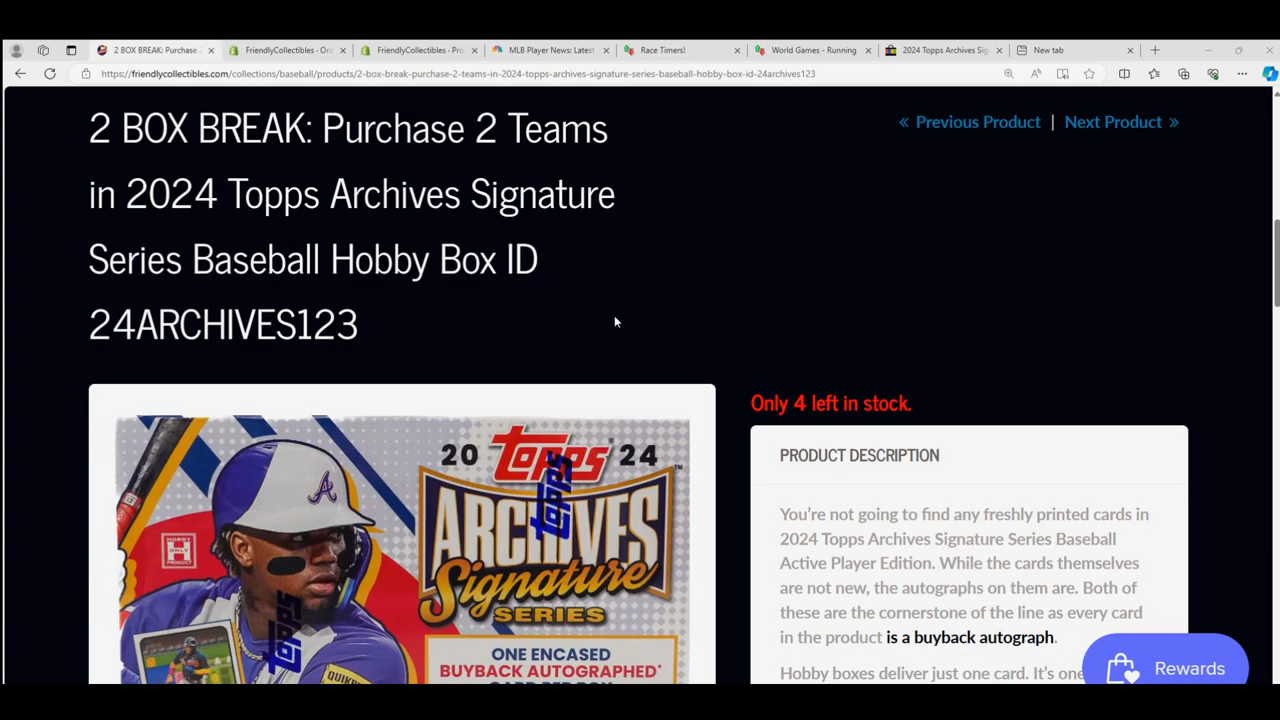 2 BOX BREAK: Purchase 2
FriendlyCollectibles - Or
FriendlyCollectibles - Pro
MLB Player News: Latest
Race Timers!
World Games - Running
2024 Topps Archives Sig
New tab
https://friendlycollectibles.com/collections/baseball/products/2-box-break-purchase-2-teams-in-2024-topps-archives-signature-series-baseball-hobby-box-id-24archives123
« Previous Product | Next Product »
2 BOX BREAK: Purchase 2 Teams
in 2024 Topps Archives Signature
Series Baseball Hobby Box ID
24ARCHIVES123
20 topps 24
ARCHIVES
Signature
SERIES
topps
topps
HOBBY
ONLY
PRODUCT
A
ONE ENCASED
BUYBACK AUTOGRAPHED*
Only 4 left in stock.
PRODUCT DESCRIPTION
You're not going to find any freshly printed cards in
2024 Topps Archives Signature Series Baseball
Active Player Edition. While the cards themselves
are not new, the autographs on them are. Both of
these are the cornerstone of the line as every card
in the product is a buyback autograph.
Hobby boxes deliver just one card. It's one
Rewards